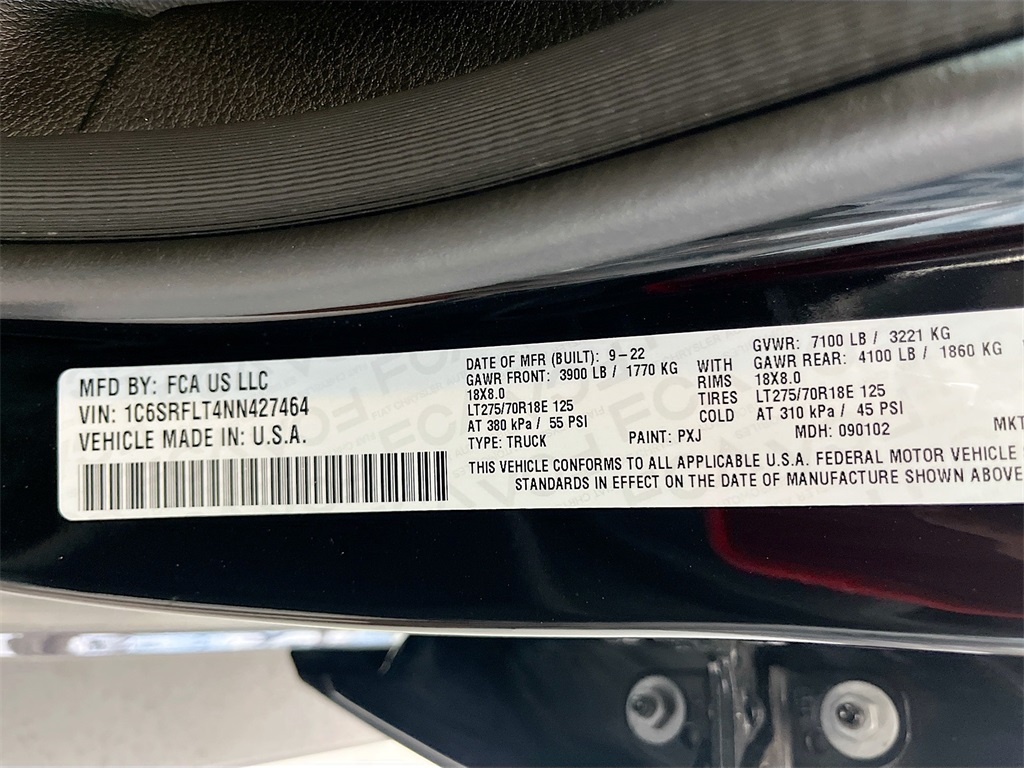 MFD BY: FCA US LLC
VIN: 1C6SRFLT4NN427464
VEHICLE MADE IN: U.S.A.
DATE OF MFR (BUILT): 9-22
GAWR FRONT: 3900 LB / 1770 KG
18X8.0
LT275/70R18E 125
AT 380 kPa / 55 PSI
TYPE: TRUCK
WITH
RIMS
TIRES
COLD
GVWR: 7100 LB / 3221 KG
GAWR REAR: 4100 LB / 1860 KG
18X8.0
LT275/70R18E 125
AT 310 kPa / 45 PSI
PAINT: PXJ MDH: 090102 MKT
THIS VEHICLE CONFORMS TO ALL APPLICABLE U.S.A. FEDERAL MOTOR VEHICLE
STANDARDS IN EFFECT ON THE DATE OF MANUFACTURE SHOWN ABOVE